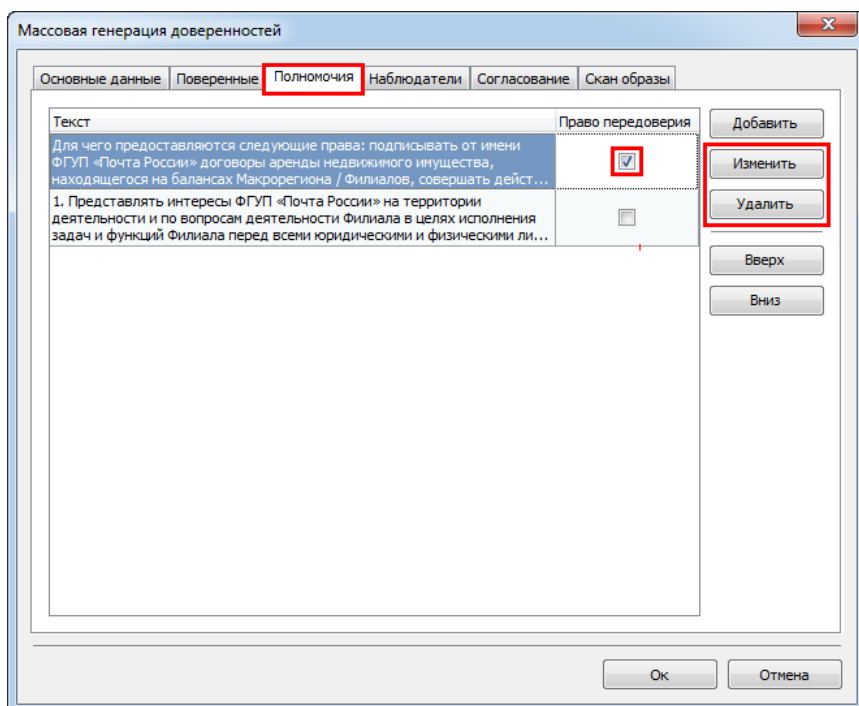 Массовая генерация доверенностей
Основные данные Поверенные Полномочия Наблюдатели Согласование Скан образы
Текст Право передоверия
Для чего предоставляются следующие права: подписывать от имени
ФГУП «Почта России» договоры аренды недвижимого имущества,
находящегося на балансах Макрорегиона / Филиалов, совершать дейст...
1. Представлять интересы ФГУП «Почта России» на территории
деятельности и по вопросам деятельности Филиала в целях исполнения
задач и функций Филиала перед всеми юридическими и физическими ли...
Добавить
Изменить
Удалить
Вверх
Вниз
Ок Отмена